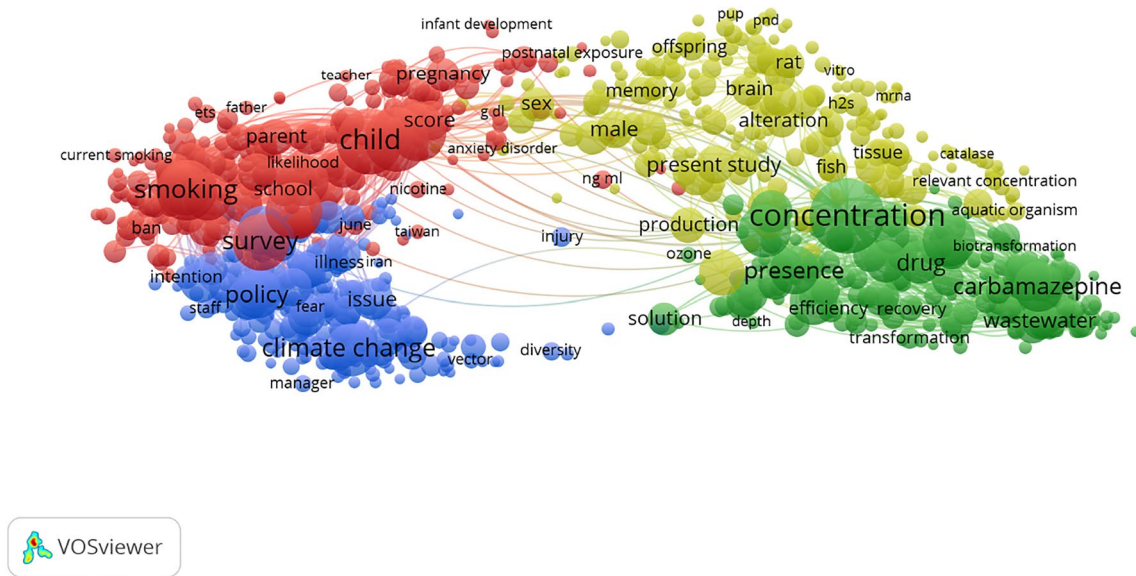 pup
pnd
infant development
offspring
postnatal exposure
rat
teacher
pregnancy
vitro
brain
memory
mrna
sex
h2s
ets
father
g dl
score
alteration
male
parent
child
anxiety disorder
current smoking
likelihood
present study
fish
tissue
catalase
smoking
school
nicotine
ng ml
relevant concentration
concentration
aquatic organism
ban
june
taiwan
production
survey
injury
biotransformation
ozone
illness
iran
drug
intention
presence
carbamazepine
policy
issue
staff
fear
efficiency
recovery
solution
depth
wastewater
transformation
climate change
vector
diversity
manager
VOSviewer